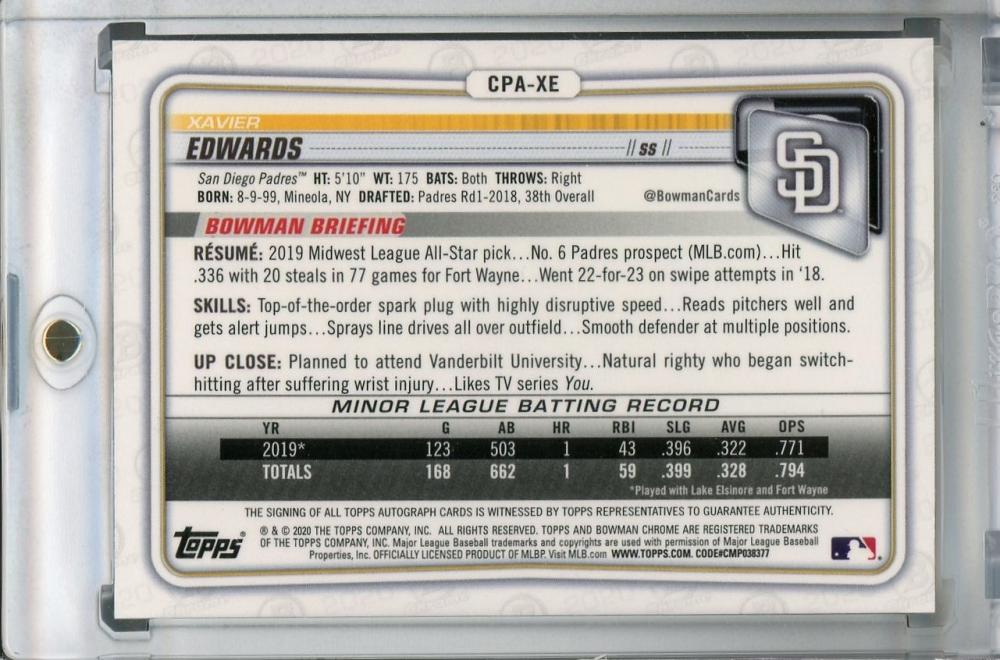 CPA-XE
XAVIER
EDWARDS // SS //
SD
San Diego Padres™ HT: 5'10" WT: 175 BATS: Both THROWS: Right
BORN: 8-9-99, Mineola, NY DRAFTED: Padres Rd1-2018, 38th Overall @BowmanCards
BOWMAN BRIEFING
RÉSUMÉ: 2019 Midwest League All-Star pick...No. 6 Padres prospect (MLB.com)...Hit
.336 with 20 steals in 77 games for Fort Wayne...Went 22-for-23 on swipe attempts in '18.
SKILLS: Top-of-the-order spark plug with highly disruptive speed...Reads pitchers well and
gets alert jumps...Sprays line drives all over outfield...Smooth defender at multiple positions.
UP CLOSE: Planned to attend Vanderbilt University...Natural righty who began switch-
hitting after suffering wrist injury...Likes TV series You.
MINOR LEAGUE BATTING RECORD
YR G AB HR RBI SLG AVG OPS
2019* 123 503 1 43 .396 .322 .771
TOTALS 168 662 1 59 .399 .328 .794
*Played with Lake Elsinore and Fort Wayne
THE SIGNING OF ALL TOPPS AUTOGRAPH CARDS IS WITNESSED BY TOPPS REPRESENTATIVES TO GUARANTEE AUTHENTICITY.
topps
® & © 2020 THE TOPPS COMPANY, INC. ALL RIGHTS RESERVED. TOPPS AND BOWMAN CHROME ARE REGISTERED TRADEMARKS
OF THE TOPPS COMPANY, INC. Major League Baseball trademarks and copyrights are used with permission of Major League Baseball
Properties, Inc. OFFICIALLY LICENSED PRODUCT OF MLBP. Visit MLB.com WWW.TOPPS.COM. CODE#CMP038377